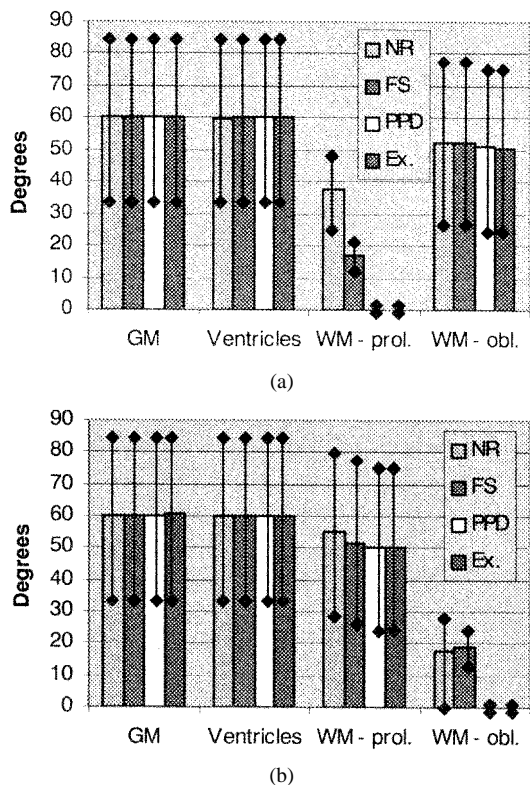 90
80
70
60
50
40
30
20
10
0
Degrees
NR
FS
PPD
Ex.
GM Ventricles WM - prol. WM - obl.
(a)
90
80
70
60
50
40
30
20
10
0
Degrees
NR
FS
PPD
Ex.
GM Ventricles WM - prol. WM - obl.
(b)